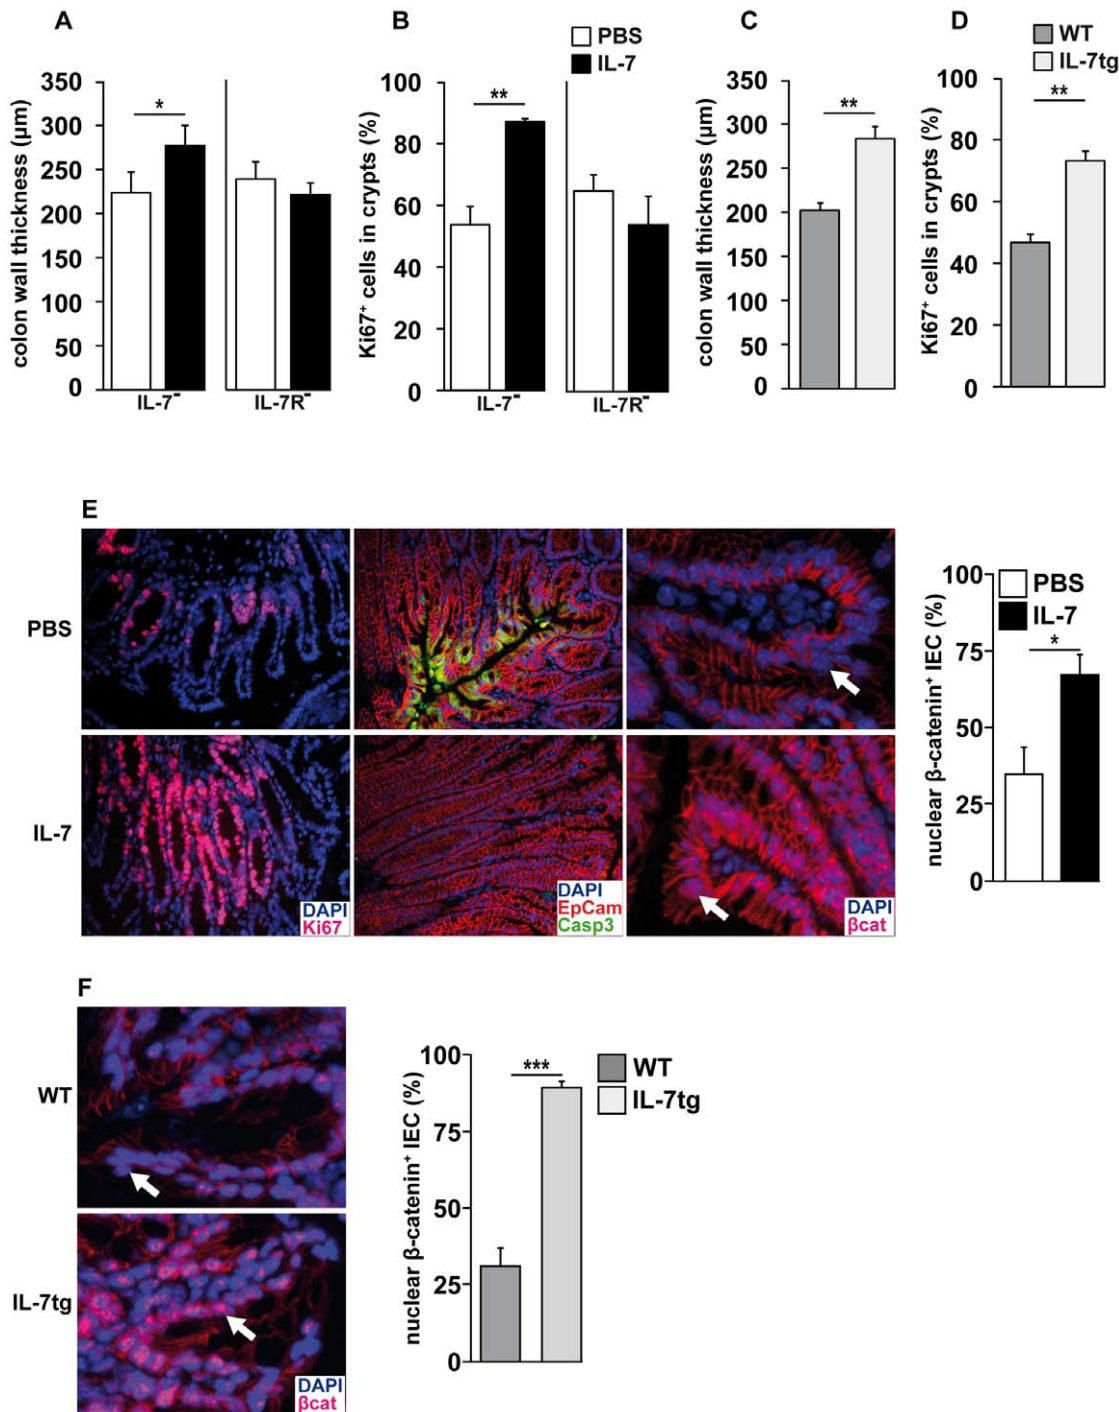 A
colon wall thickness (µm)
350
300
250
200
150
100
50
0
*
IL-7⁻
IL-7R⁻
B
PBS
IL-7
Ki67⁺ cells in crypts (%)
100
80
60
40
20
0
**
IL-7⁻
IL-7R⁻
C
colon wall thickness (µm)
350
300
250
200
150
100
50
0
**
D
WT
IL-7tg
Ki67⁺ cells in crypts (%)
100
80
60
40
20
0
**
E
PBS
IL-7
DAPI
Ki67
DAPI
EpCam
Casp3
DAPI
βcat
nuclear β-catenin⁺ IEC (%)
100
75
50
25
0
PBS
IL-7
*
F
WT
IL-7tg
DAPI
βcat
nuclear β-catenin⁺ IEC (%)
100
75
50
25
0
***
WT
IL-7tg